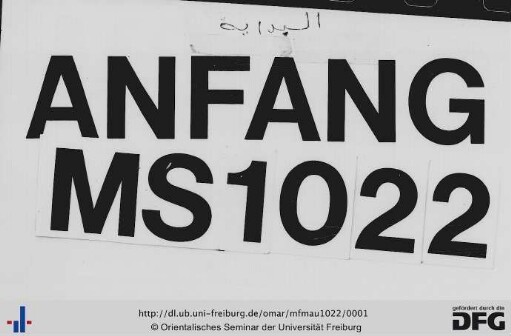 البداية
ANFANG
MS1022
http://dl.ub.uni-freiburg.de/omar/mfmau1022/0001
© Orientalisches Seminar der Universität Freiburg
gefördert durch die
DFG